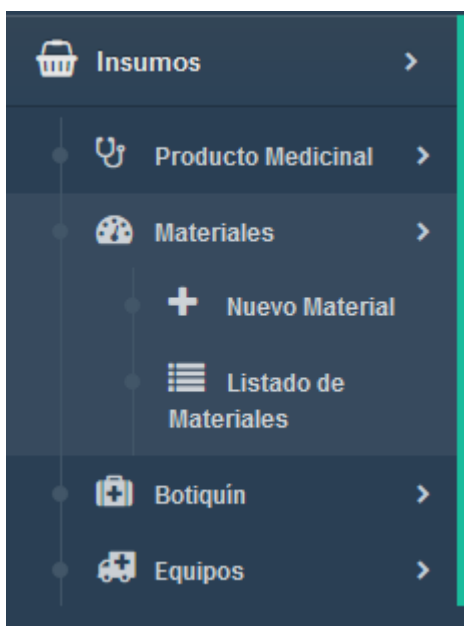 Insumos
Producto Medicinal
Materiales
Nuevo Material
Listado de
Materiales
Botiquín
Equipos